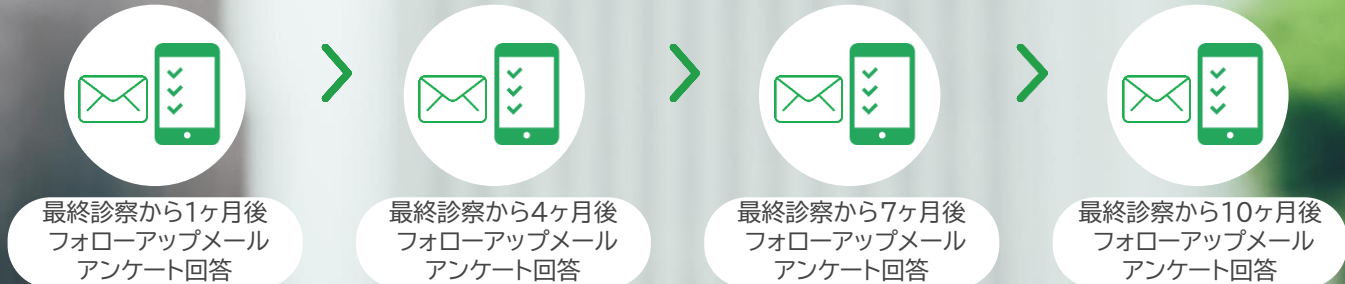 最終診察から1ヶ月後
フォローアップメール
アンケート回答
最終診察から4ヶ月後
フォローアップメール
アンケート回答
最終診察から7ヶ月後
フォローアップメール
アンケート回答
最終診察から10ヶ月後
フォローアップメール
アンケート回答